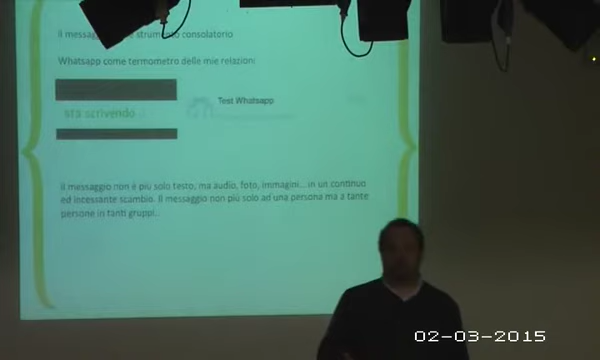 il messaggio strumento consolatorio
Whatsapp come termometro delle mie relazioni
sta scrivendo...
Test Whatsapp
il messaggio non è più solo testo, ma audio, foto, immagini... in un continuo
ed incessante scambio. Il messaggio non più solo ad una persona ma a tante
persone in tanti gruppi..
02-03-2015